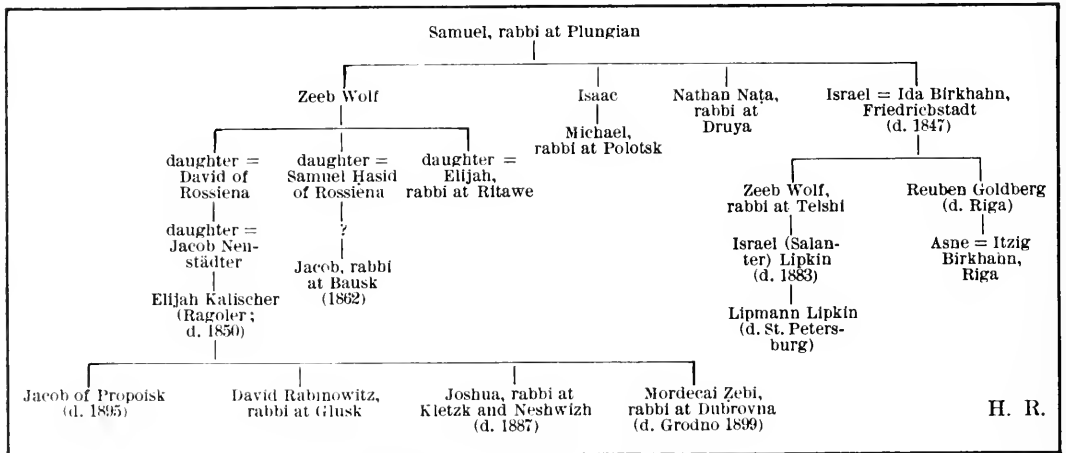 Samuel, rabbi at Plungian
Zeeb Wolf
Isaac
Michael,
rabbi at Polotsk
Nathan Naṭa,
rabbi at
Druya
Israel = Ida Birkhahn,
Friedrichstadt
(d. 1847)
daughter =
David of
Rossiena
daughter =
Samuel Ḥasid
of Rossiena
daughter =
Elijah,
rabbi at Ritawe
Zeeb Wolf,
rabbi at Telshi
Reuben Goldberg
(d. Riga)
daughter =
Jacob Neu-
städter
?
Jacob, rabbi
at Bausk
(1862)
Israel (Salan-
ter) Lipkin
(d. 1883)
Asne = Itzig
Birkhahn,
Riga
Elijah Kalischer
(Ragoler;
d. 1850)
Lipmann Lipkin
(d. St. Peters-
burg)
Jacob of Propoisk
(d. 1895)
David Rabinowitz,
rabbi at Glusk
Joshua, rabbi at
Kletzk and Neshwizh
(d. 1887)
Mordecai Ẓebi,
rabbi at Dubrovna
(d. Grodno 1899)
H. R.